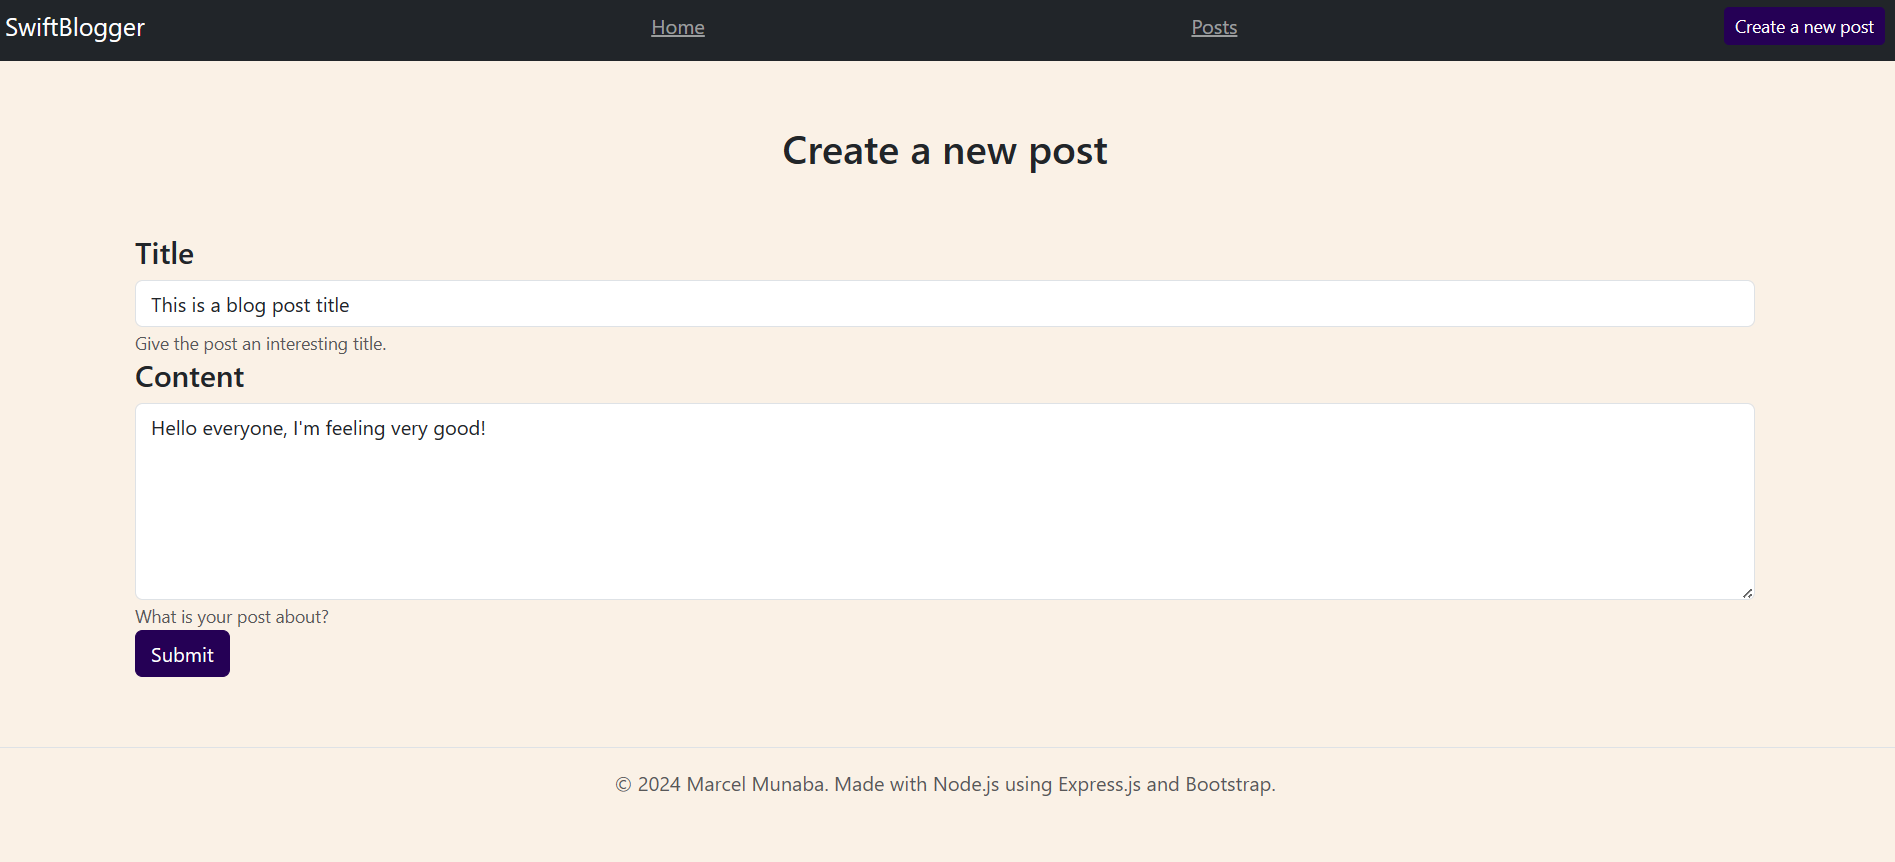 SwiftBlogger Home Posts Create a new post
Create a new post
Title
This is a blog post title
Give the post an interesting title.
Content
Hello everyone, I'm feeling very good!
What is your post about?
Submit
© 2024 Marcel Munaba. Made with Node.js using Express.js and Bootstrap.